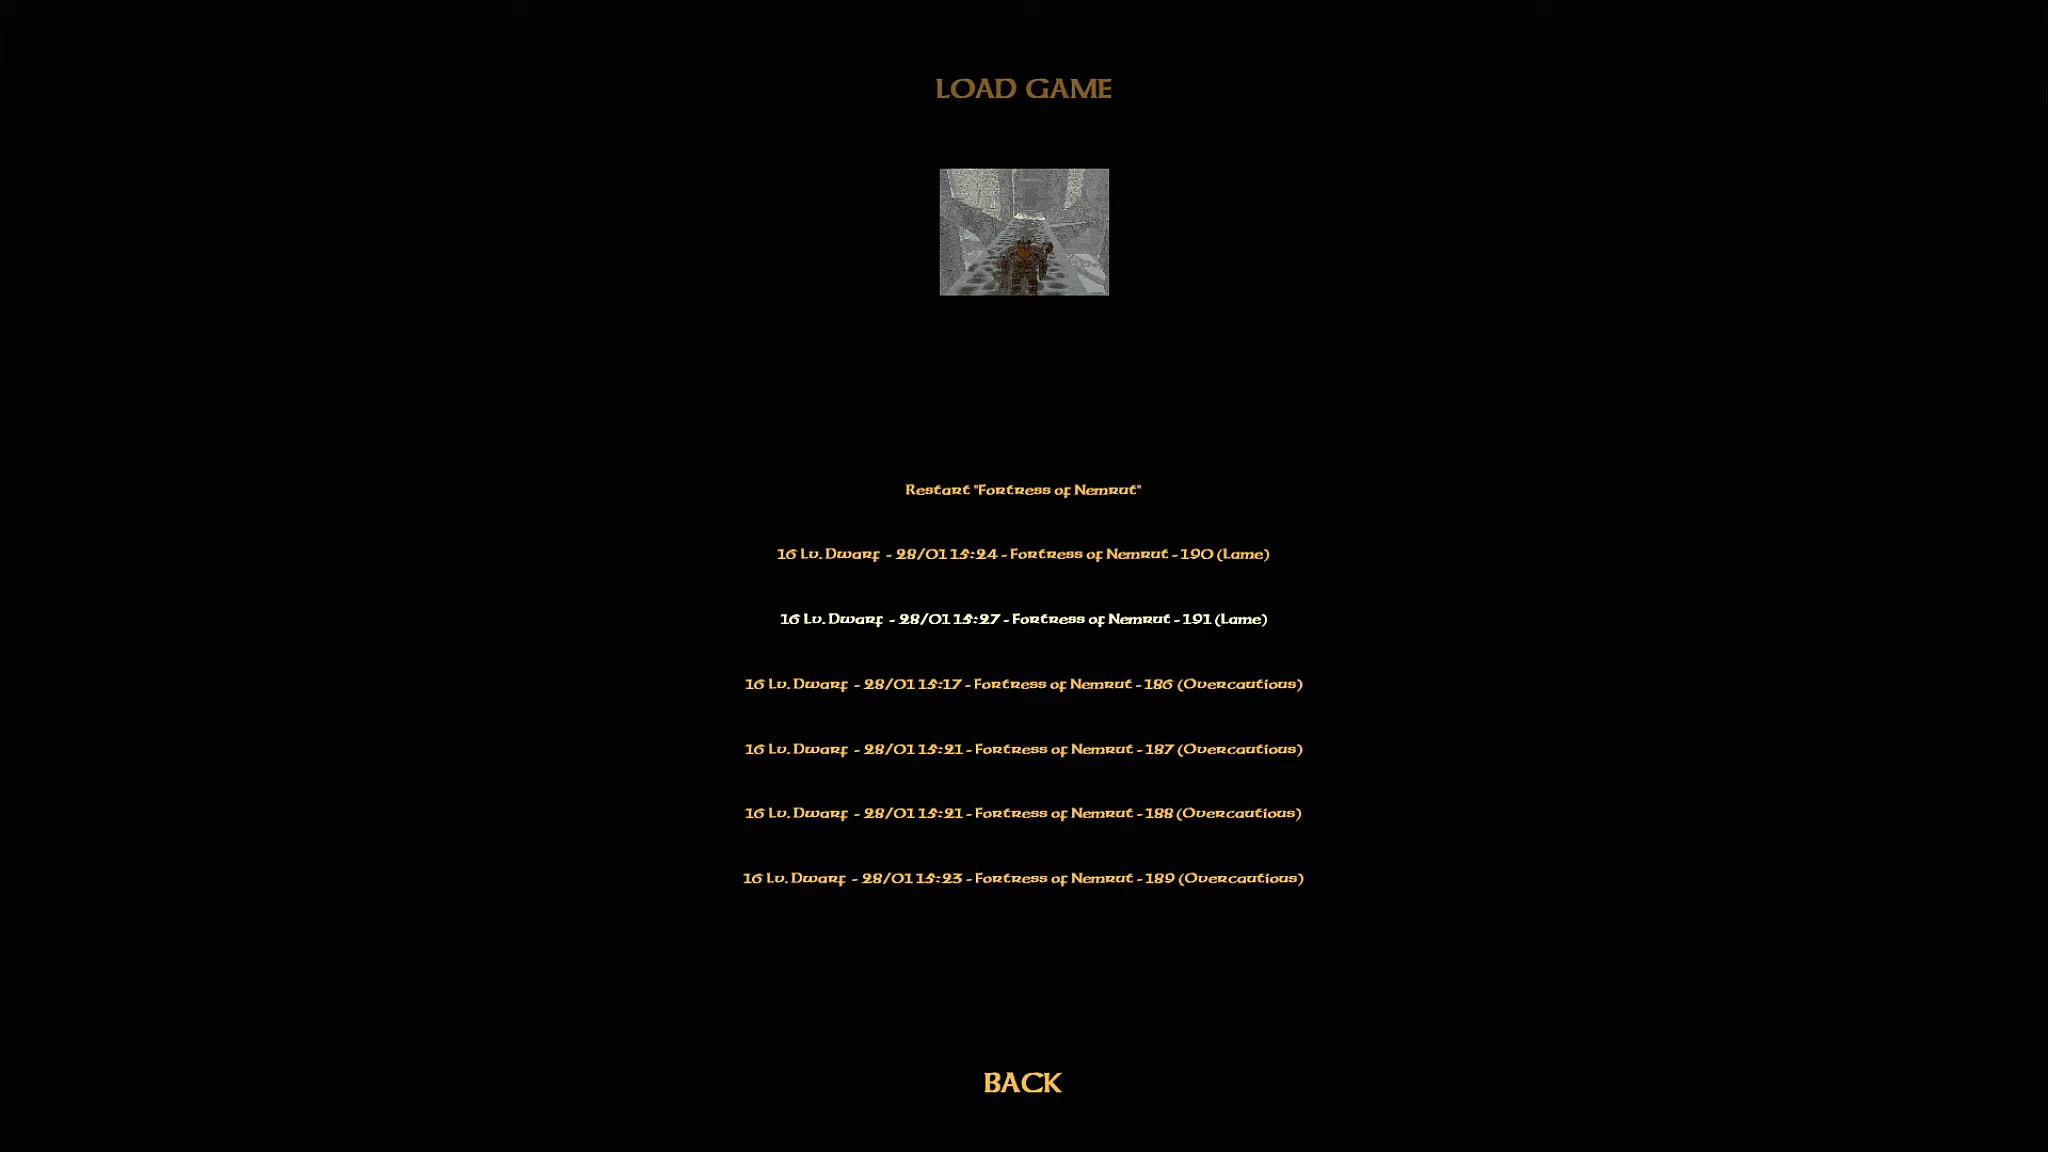 LOAD GAME
Restart "Fortress of Nemrut"
16 Lv. Dwarf - 28/01 15:24 - Fortress of Nemrut - 190 (Lame)
16 Lv. Dwarf - 28/01 15:27 - Fortress of Nemrut - 191 (Lame)
16 Lv. Dwarf - 28/01 15:17 - Fortress of Nemrut - 186 (Overcautious)
16 Lv. Dwarf - 28/01 15:21 - Fortress of Nemrut - 187 (Overcautious)
16 Lv. Dwarf - 28/01 15:21 - Fortress of Nemrut - 188 (Overcautious)
16 Lv. Dwarf - 28/01 15:23 - Fortress of Nemrut - 189 (Overcautious)
BACK